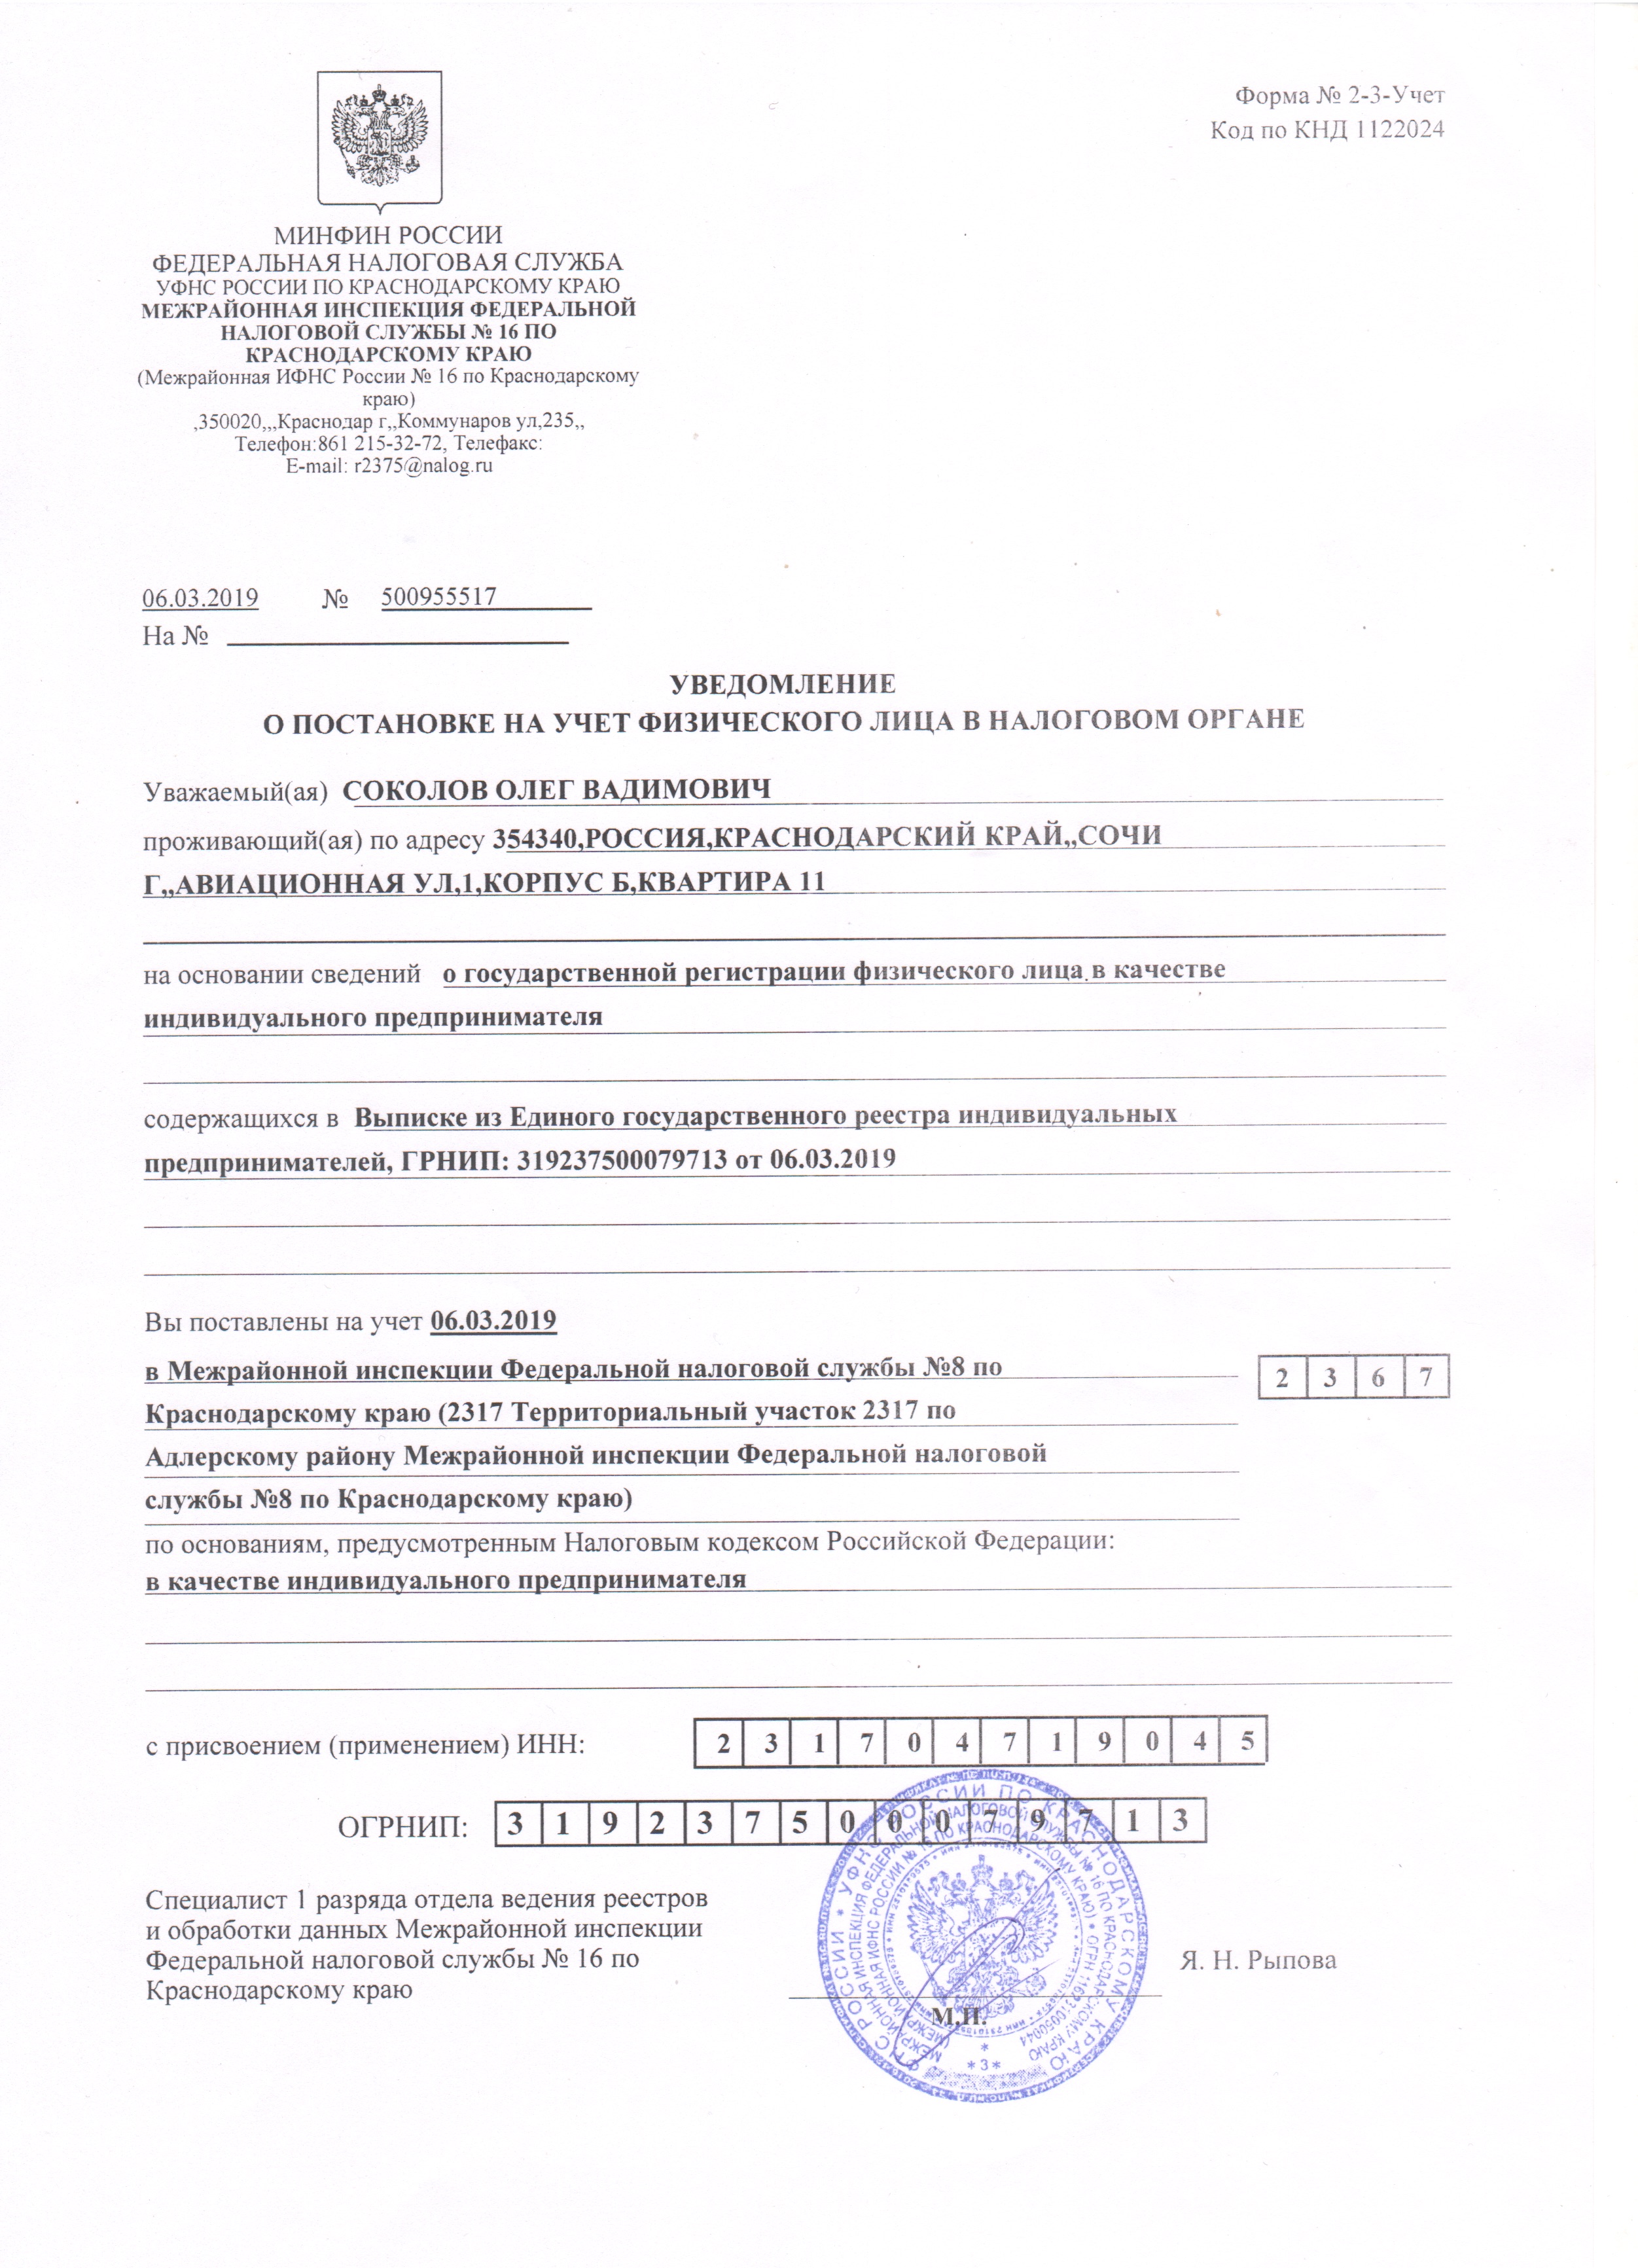 Форма № 2-3-Учет
Код по КНД 1122024
МИНФИН РОССИИ
ФЕДЕРАЛЬНАЯ НАЛОГОВАЯ СЛУЖБА
УФНС РОССИИ ПО КРАСНОДАРСКОМУ КРАЮ
МЕЖРАЙОННАЯ ИНСПЕКЦИЯ ФЕДЕРАЛЬНОЙ
НАЛОГОВОЙ СЛУЖБЫ № 16 ПО
КРАСНОДАРСКОМУ КРАЮ
(Межрайонная ИФНС России № 16 по Краснодарскому
краю)
,350020,,,Краснодар г,,Коммунаров ул,235,,
Телефон:861 215-32-72, Телефакс:
E-mail: r2375@nalog.ru
06.03.2019 № 500955517
На №
УВЕДОМЛЕНИЕ
О ПОСТАНОВКЕ НА УЧЕТ ФИЗИЧЕСКОГО ЛИЦА В НАЛОГОВОМ ОРГАНЕ
Уважаемый(ая) СОКОЛОВ ОЛЕГ ВАДИМОВИЧ
проживающий(ая) по адресу 354340,РОССИЯ,КРАСНОДАРСКИЙ КРАЙ,,СОЧИ
Г,,АВИАЦИОННАЯ УЛ,1,КОРПУС Б,КВАРТИРА 11
на основании сведений о государственной регистрации физического лица в качестве
индивидуального предпринимателя
содержащихся в Выписке из Единого государственного реестра индивидуальных
предпринимателей, ГРНИП: 319237500079713 от 06.03.2019
Вы поставлены на учет 06.03.2019
в Межрайонной инспекции Федеральной налоговой службы №8 по 2 3 6 7
Краснодарскому краю (2317 Территориальный участок 2317 по
Адлерскому району Межрайонной инспекции Федеральной налоговой
службы №8 по Краснодарскому краю)
по основаниям, предусмотренным Налоговым кодексом Российской Федерации:
в качестве индивидуального предпринимателя
с присвоением (применением) ИНН: 2 3 1 7 0 4 7 1 9 0 4 5
ОГРНИП: 3 1 9 2 3 7 5 0 0 0 7 9 7 1 3
Специалист 1 разряда отдела ведения реестров
и обработки данных Межрайонной инспекции
Федеральной налоговой службы № 16 по
Краснодарскому краю
Я. Н. Рыпова
М.П.
ФНС РОССИИ * УФНС РОССИИ ПО КРАСНОДАРСКОМУ КРАЮ
МЕЖРАЙОННАЯ ИНСПЕКЦИЯ ФЕДЕРАЛЬНОЙ НАЛОГОВОЙ СЛУЖБЫ № 16 ПО КРАСНОДАРСКОМУ КРАЮ
(МЕЖРАЙОННАЯ ИФНС РОССИИ № 16 ПО КРАСНОДАРСКОМУ КРАЮ)
*3*